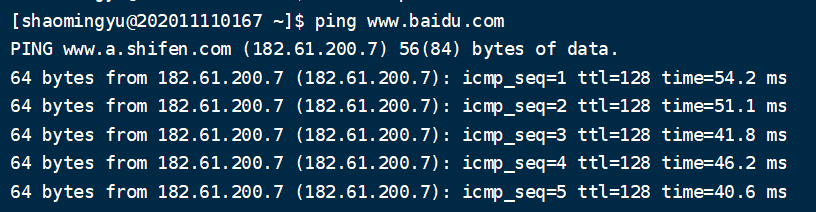 [shaomingyu@202011110167 ~]$ ping www.baidu.com
PING www.a.shifen.com (182.61.200.7) 56(84) bytes of data.
64 bytes from 182.61.200.7 (182.61.200.7): icmp_seq=1 ttl=128 time=54.2 ms
64 bytes from 182.61.200.7 (182.61.200.7): icmp_seq=2 ttl=128 time=51.1 ms
64 bytes from 182.61.200.7 (182.61.200.7): icmp_seq=3 ttl=128 time=41.8 ms
64 bytes from 182.61.200.7 (182.61.200.7): icmp_seq=4 ttl=128 time=46.2 ms
64 bytes from 182.61.200.7 (182.61.200.7): icmp_seq=5 ttl=128 time=40.6 ms